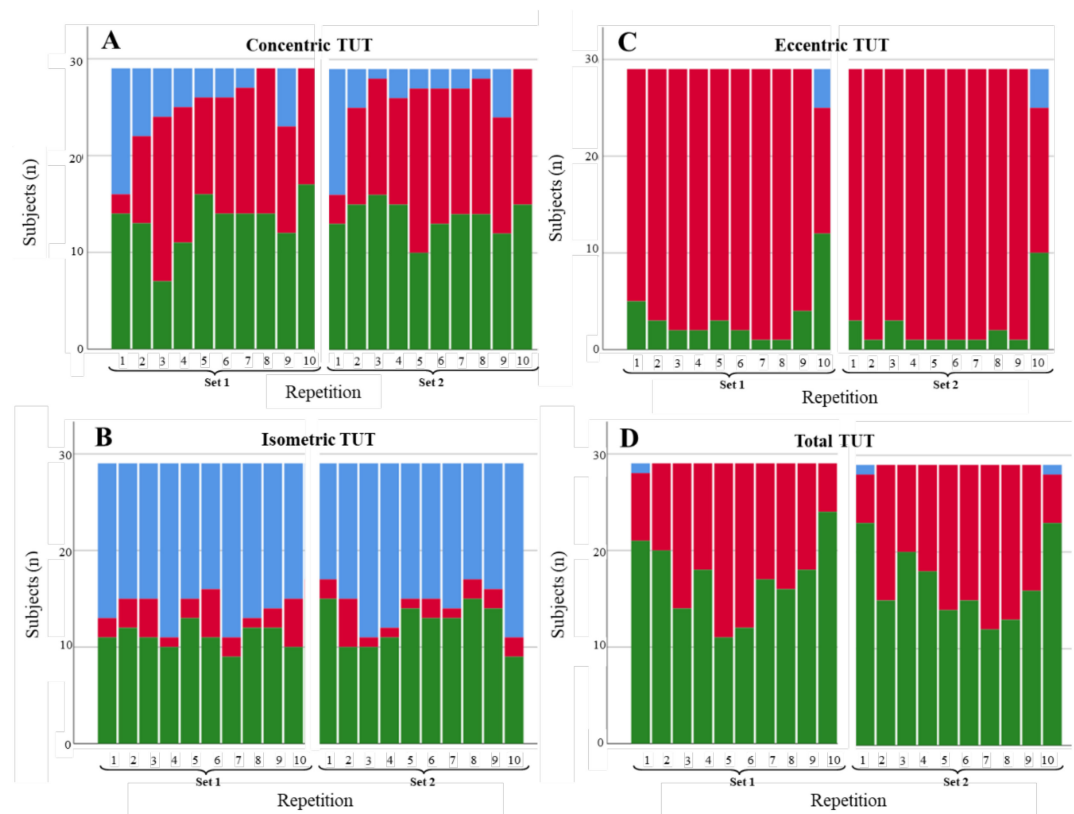 A
Concentric TUT
Subjects (n)
30
20
10
0
1 2 3 4 5 6 7 8 9 10
1 2 3 4 5 6 7 8 9 10
Set 1
Set 2
Repetition
C
Eccentric TUT
Subjects (n)
30
20
10
0
1 2 3 4 5 6 7 8 9 10
1 2 3 4 5 6 7 8 9 10
Set 1
Set 2
Repetition
B
Isometric TUT
Subjects (n)
30
20
10
0
1 2 3 4 5 6 7 8 9 10
1 2 3 4 5 6 7 8 9 10
Set 1
Set 2
Repetition
D
Total TUT
Subjects (n)
30
20
10
0
1 2 3 4 5 6 7 8 9 10
1 2 3 4 5 6 7 8 9 10
Set 1
Set 2
Repetition